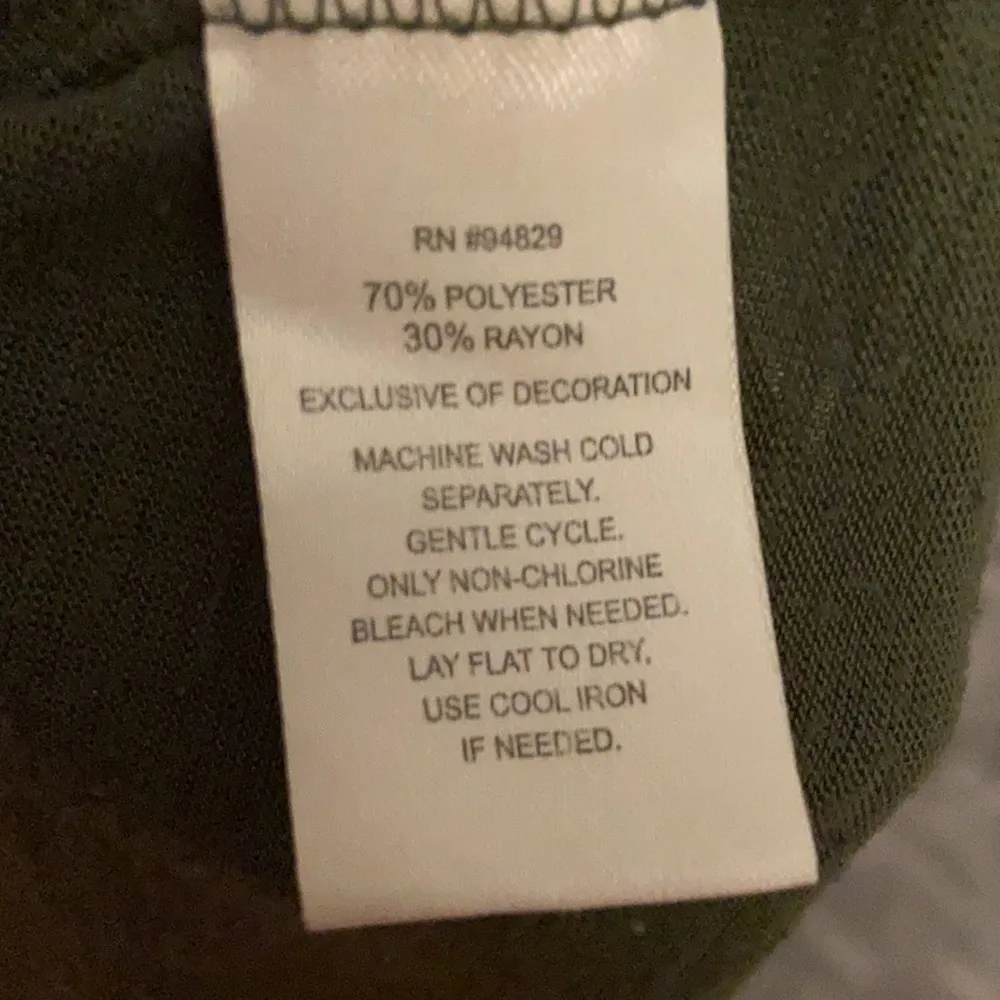 RN #94829
70% POLYESTER
30% RAYON
EXCLUSIVE OF DECORATION
MACHINE WASH COLD
SEPARATELY.
GENTLE CYCLE.
ONLY NON-CHLORINE
BLEACH WHEN NEEDED.
LAY FLAT TO DRY.
USE COOL IRON
IF NEEDED.